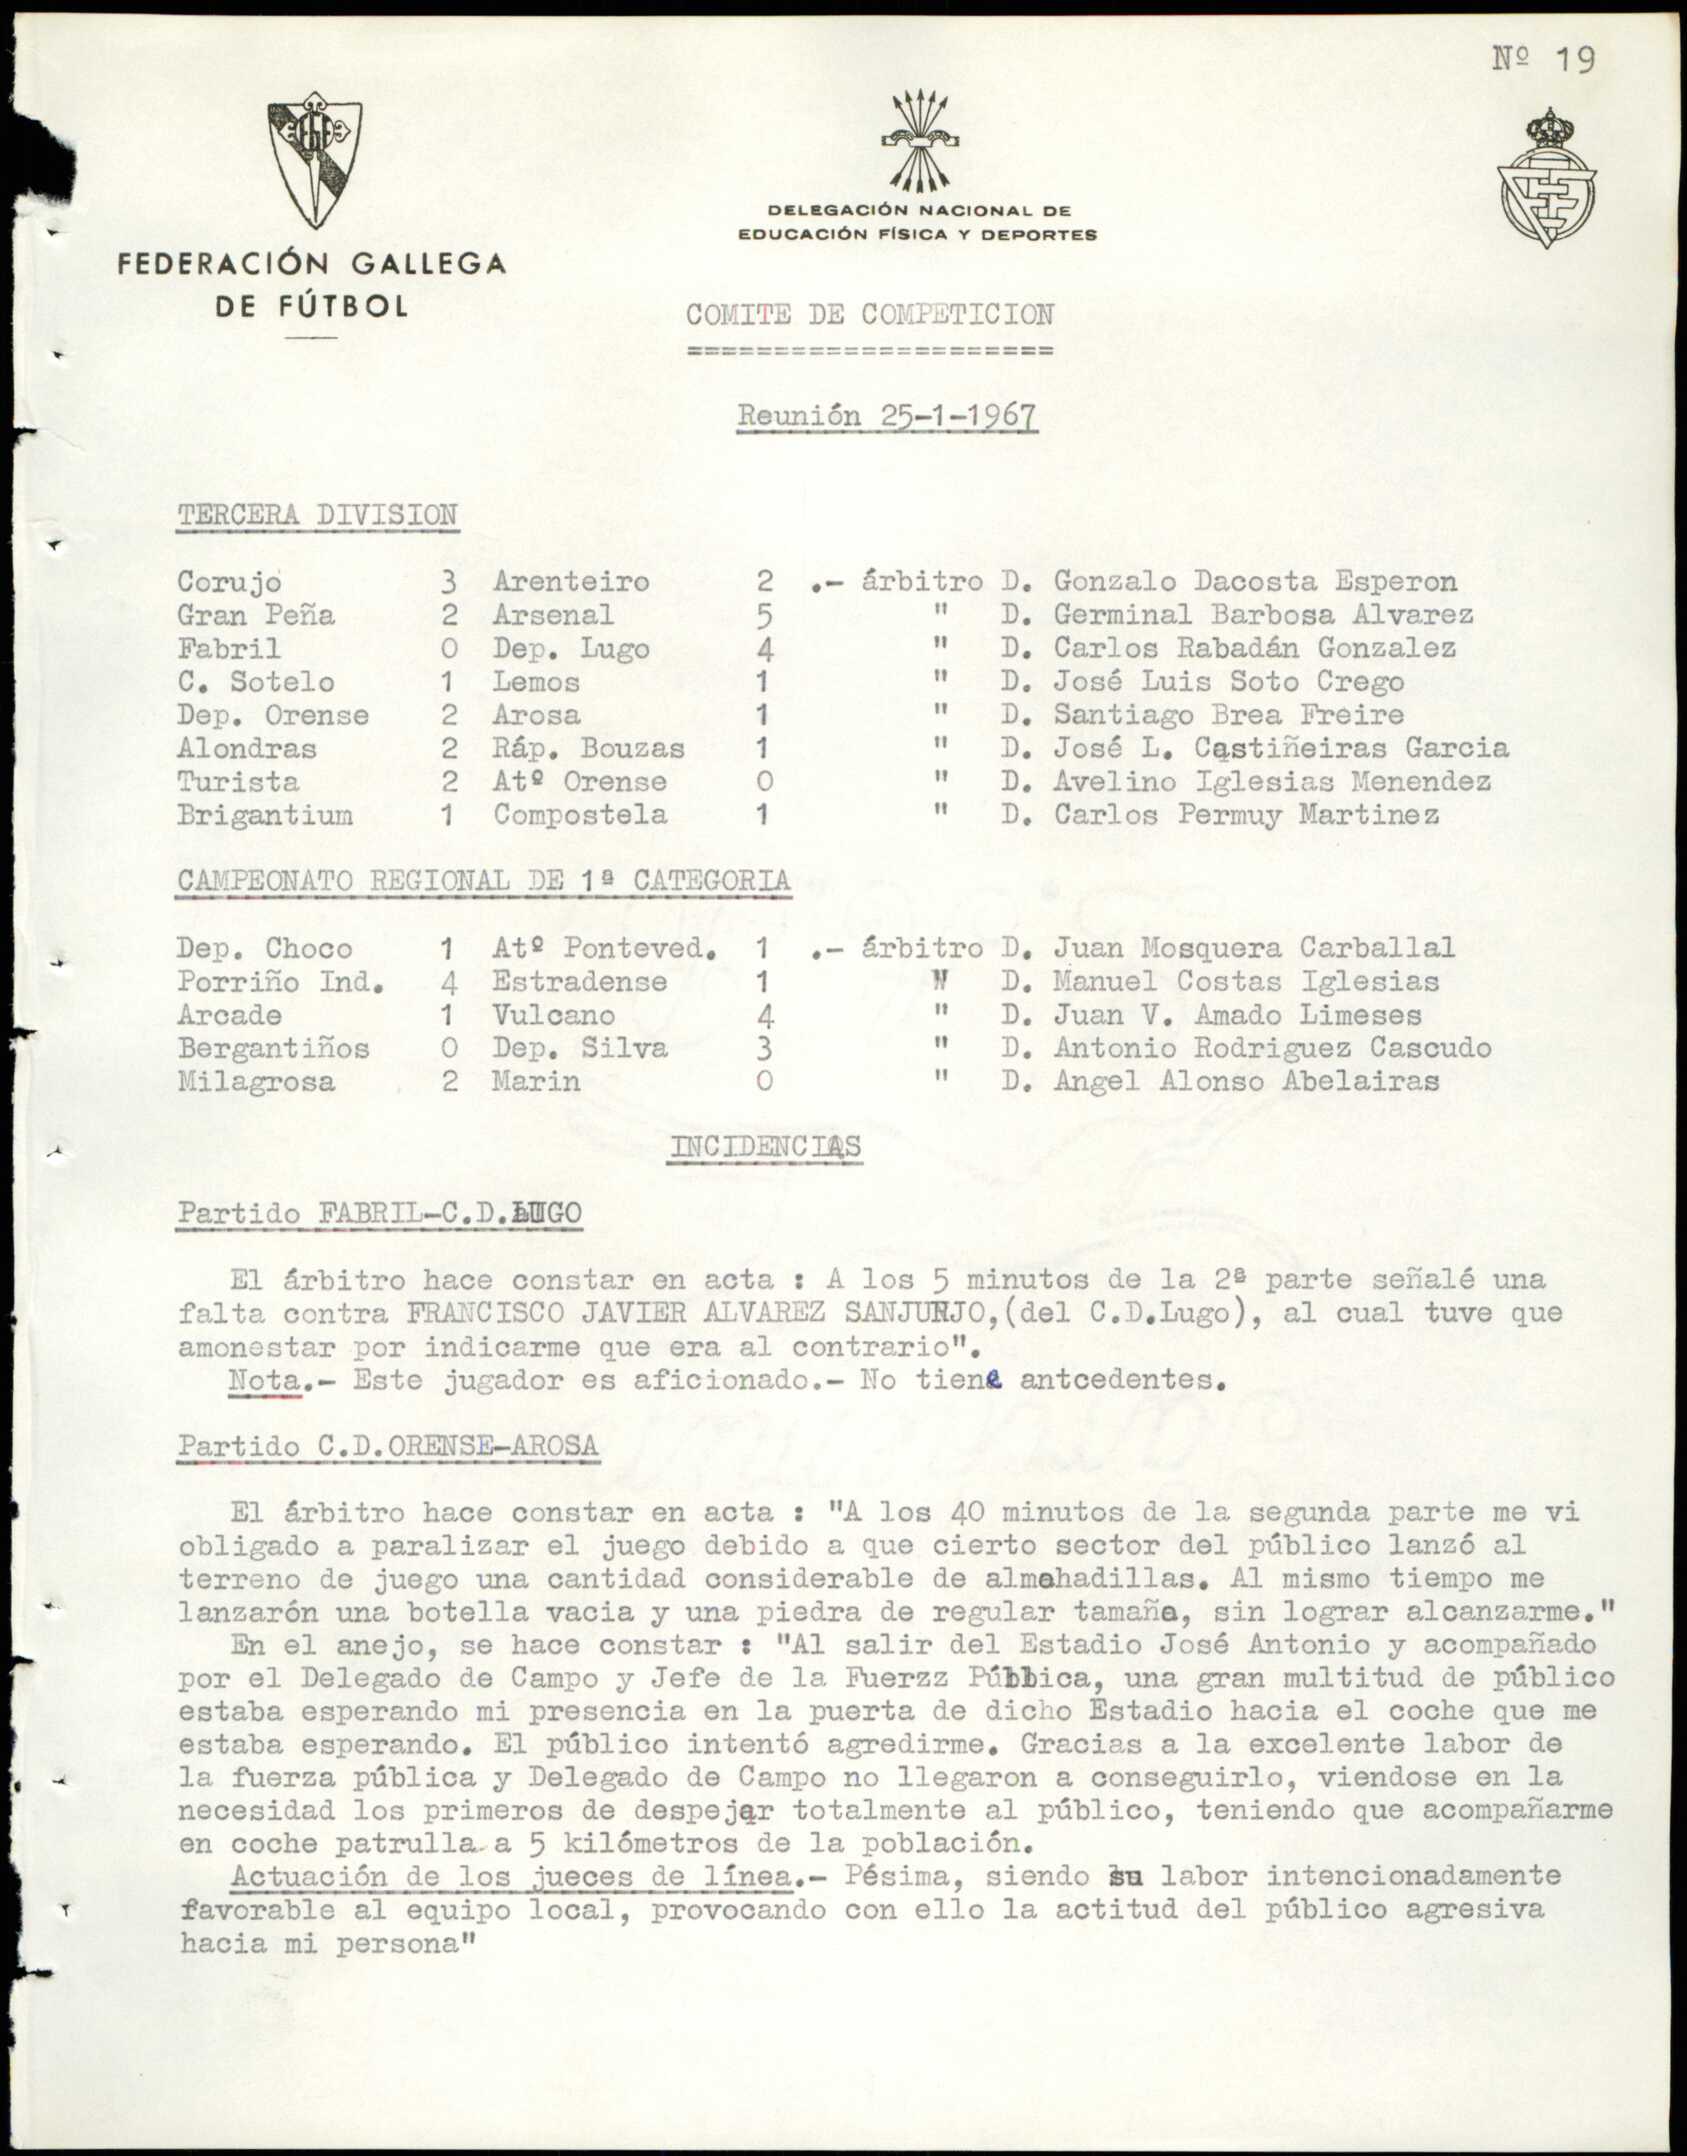 Nº 19
FEDERACIÓN GALLEGA
DE FÚTBOL
DELEGACIÓN NACIONAL DE
EDUCACIÓN FÍSICA Y DEPORTES
COMITE DE COMPETICION
=====================
Reunión 25-1-1967
TERCERA DIVISION
Corujo 3 Arenteiro 2 .- árbitro D. Gonzalo Dacosta Esperon
Gran Peña 2 Arsenal 5 " D. Germinal Barbosa Alvarez
Fabril 0 Dep. Lugo 4 " D. Carlos Rabadán Gonzalez
C. Sotelo 1 Lemos 1 " D. José Luis Soto Crego
Dep. Orense 2 Arosa 1 " D. Santiago Brea Freire
Alondras 2 Ráp. Bouzas 1 " D. José L. Castiñeiras Garcia
Turista 2 Atº Orense 0 " D. Avelino Iglesias Menendez
Brigantium 1 Compostela 1 " D. Carlos Permuy Martinez
CAMPEONATO REGIONAL DE 1ª CATEGORIA
Dep. Choco 1 Atº Ponteved. 1 .- árbitro D. Juan Mosquera Carballal
Porriño Ind. 4 Estradense 1 " D. Manuel Costas Iglesias
Arcade 1 Vulcano 4 " D. Juan V. Amado Limeses
Bergantiños 0 Dep. Silva 3 " D. Antonio Rodriguez Cascudo
Milagrosa 2 Marin 0 " D. Angel Alonso Abelairas
INCIDENCIAS
Partido FABRIL-C.D.LUGO
El árbitro hace constar en acta : A los 5 minutos de la 2ª parte señalé una
falta contra FRANCISCO JAVIER ALVAREZ SANJURJO,(del C.D.Lugo), al cual tuve que
amonestar por indicarme que era al contrario".
Nota.- Este jugador es aficionado.- No tiene antcedentes.
Partido C.D.ORENSE-AROSA
El árbitro hace constar en acta : "A los 40 minutos de la segunda parte me vi
obligado a paralizar el juego debido a que cierto sector del público lanzó al
terreno de juego una cantidad considerable de almohadillas. Al mismo tiempo me
lanzarón una botella vacia y una piedra de regular tamaño, sin lograr alcanzarme."
En el anejo, se hace constar : "Al salir del Estadio José Antonio y acompañado
por el Delegado de Campo y Jefe de la Fuerzz Púbbica, una gran multitud de público
estaba esperando mi presencia en la puerta de dicho Estadio hacia el coche que me
estaba esperando. El público intentó agredirme. Gracias a la excelente labor de
la fuerza pública y Delegado de Campo no llegaron a conseguirlo, viendose en la
necesidad los primeros de despejar totalmente al público, teniendo que acompañarme
en coche patrulla a 5 kilómetros de la población.
Actuación de los jueces de línea.- Pésima, siendo su labor intencionadamente
favorable al equipo local, provocando con ello la actitud del público agresiva
hacia mi persona"